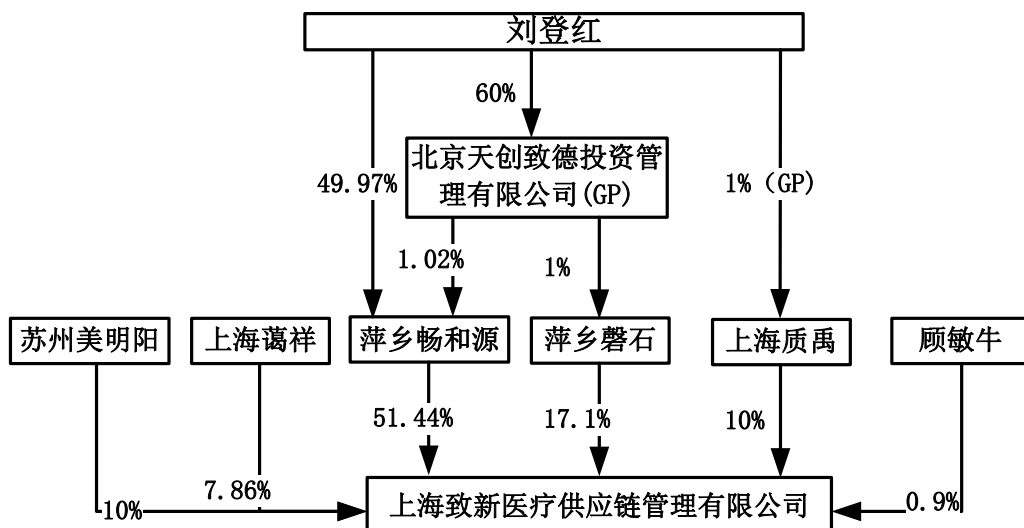 刘登红
60%
北京天创致德投资管
理有限公司(GP)
49.97%
1%（GP)
1.02%
1%
苏州美明阳
上海蔼祥
萍乡畅和源
萍乡磬石
上海质禹
顾敏牛
51.44%
17.1%
10%
7.86%
10%
0.9%
上海致新医疗供应链管理有限公司